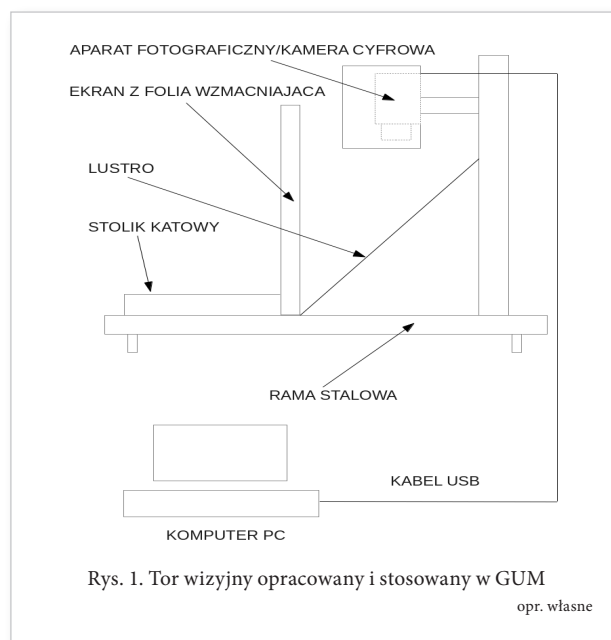 APARAT FOTOGRAFICZNY/KAMERA CYFROWA
EKRAN Z FOLIA WZMACNIAJACA
LUSTRO
STOLIK KATOWY
RAMA STALOWA
KABEL USB
KOMPUTER PC
Rys. 1. Tor wizyjny opracowany i stosowany w GUM
opr. własne